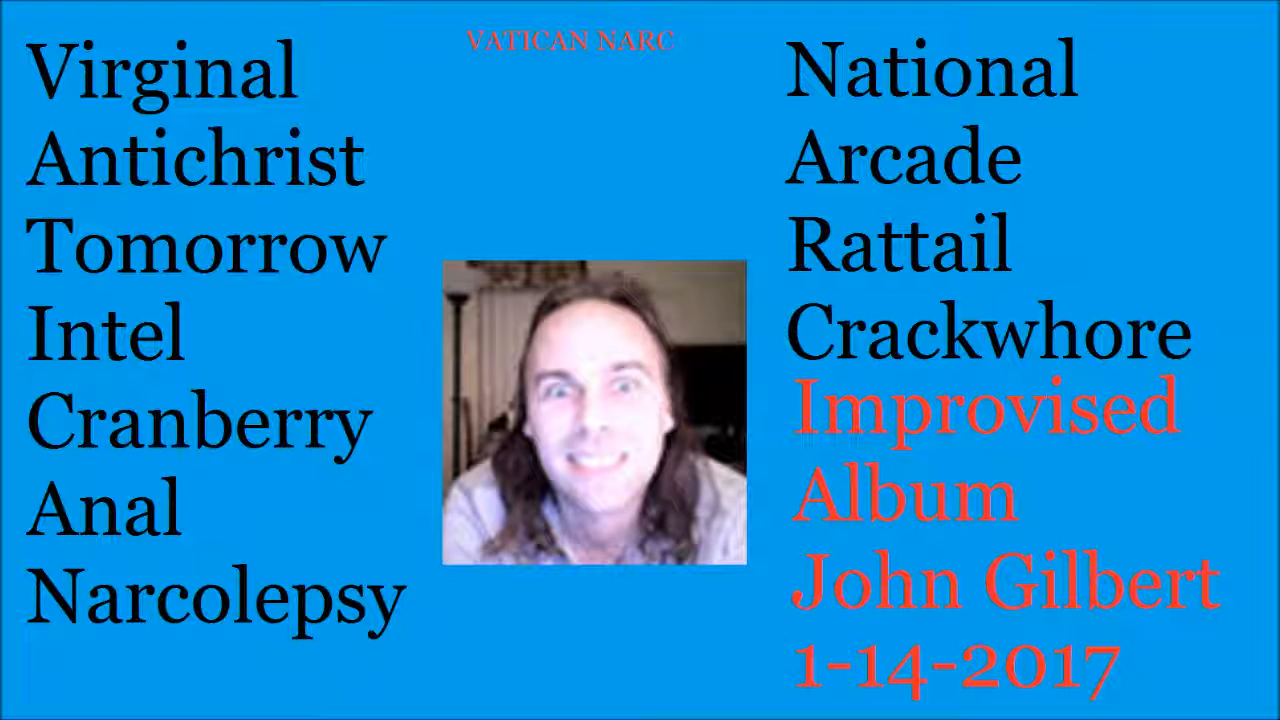 VATICAN NARC
Virginal
Antichrist
Tomorrow
Intel
Cranberry
Anal
Narcolepsy
National
Arcade
Rattail
Crackwhore
Improvised
Album
John Gilbert
1-14-2017